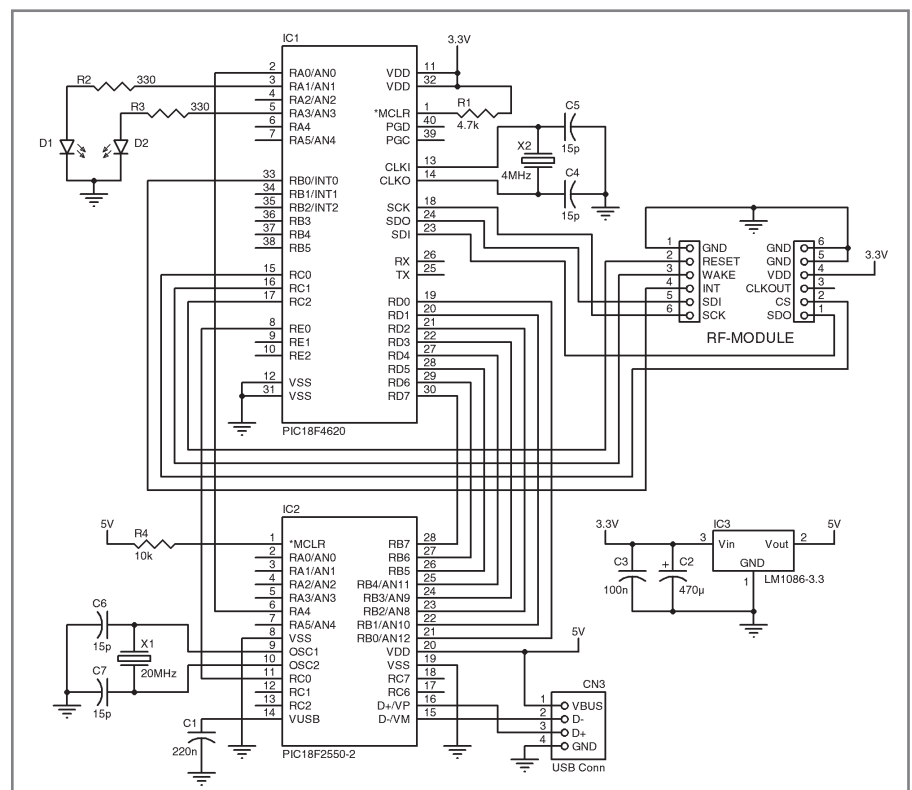 IC1
3.3V
2 RA0/AN0 VDD 11
R2 330 3 RA1/AN1 VDD 32
4 RA2/AN2
R3 330 5 RA3/AN3 *MCLR 1 R1 4.7k
6 RA4 PGD 40
7 RA5/AN4 PGC 39
D1 D2
C5 15p
X2 4MHz
C4 15p
CLKI 13
CLKO 14
33 RB0/INT0
34 RB1/INT1
35 RB2/INT2 SCK 18
36 RB3 SDO 24
37 RB4 SDI 23
38 RB5
RX 26
15 RC0 TX 25
16 RC1
17 RC2 RD0 19
RD1 20
8 RE0 RD2 21
9 RE1 RD3 22
10 RE2 RD4 27
RD5 28
12 VSS RD6 29
31 VSS RD7 30
PIC18F4620
1 GND GND 6
2 RESET GND 5
3 WAKE VDD 4 3.3V
4 INT CLKOUT 3
5 SDI CS 2
6 SCK SDO 1
RF-MODULE
IC2
5V R4 10k 1 *MCLR RB7 28
2 RA0/AN0 RB6 27
3 RA1/AN1 RB5 26
4 RA2/AN2 RB4/AN11 25
5 RA3/AN3 RB3/AN9 24
6 RA4 RB2/AN8 23
7 RA5/AN4 RB1/AN10 22
8 VSS RB0/AN12 21
9 OSC1 VDD 20 5V
10 OSC2 VSS 19
11 RC0 RC7 18
12 RC1 RC6 17
13 RC2 D+/VP 16
14 VUSB D-/VM 15
PIC18F2550-2
C6 15p
X1 20MHz
C7 15p
C1 220n
IC3
3.3V 3 Vin Vout 2 5V
GND 1
LM1086-3.3
C3 100n
+ C2 470µ
CN3
1 VBUS
2 D-
3 D+
4 GND
USB Conn